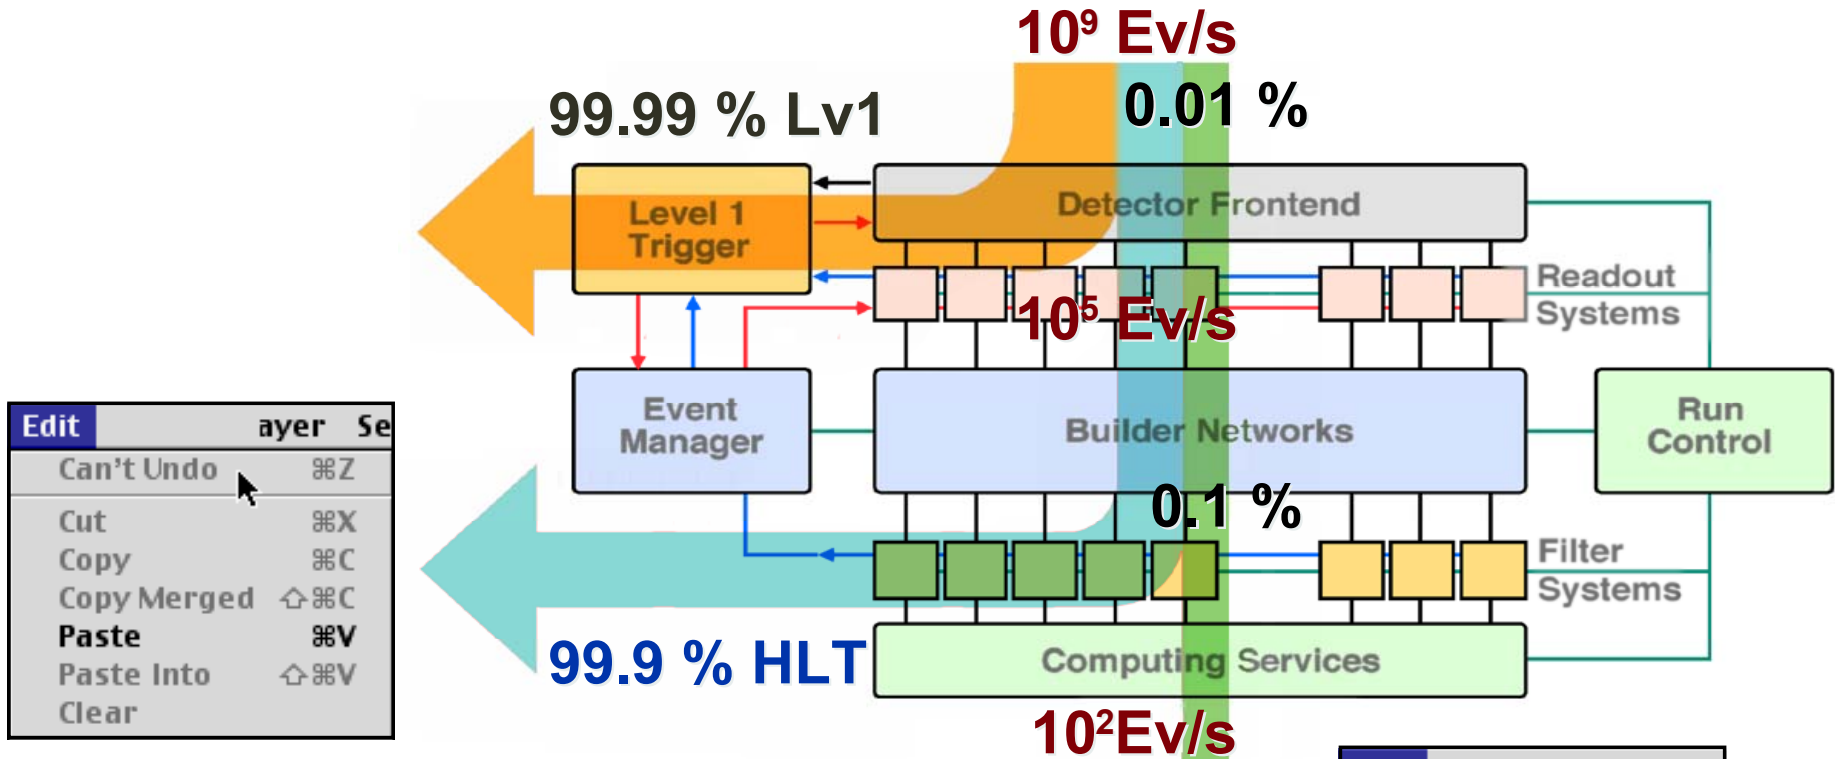 10⁹ Ev/s
99.99 % Lv1
0.01 %
Level 1
Trigger
Detector Frontend
Readout
Systems
10⁵ Ev/s
Event
Manager
Builder Networks
Run
Control
Edit ayer Se
Can't Undo ⌘Z
Cut ⌘X
Copy ⌘C
Copy Merged ⇧⌘C
Paste ⌘V
Paste Into ⇧⌘V
Clear
0.1 %
Filter
Systems
99.9 % HLT
Computing Services
10²Ev/s